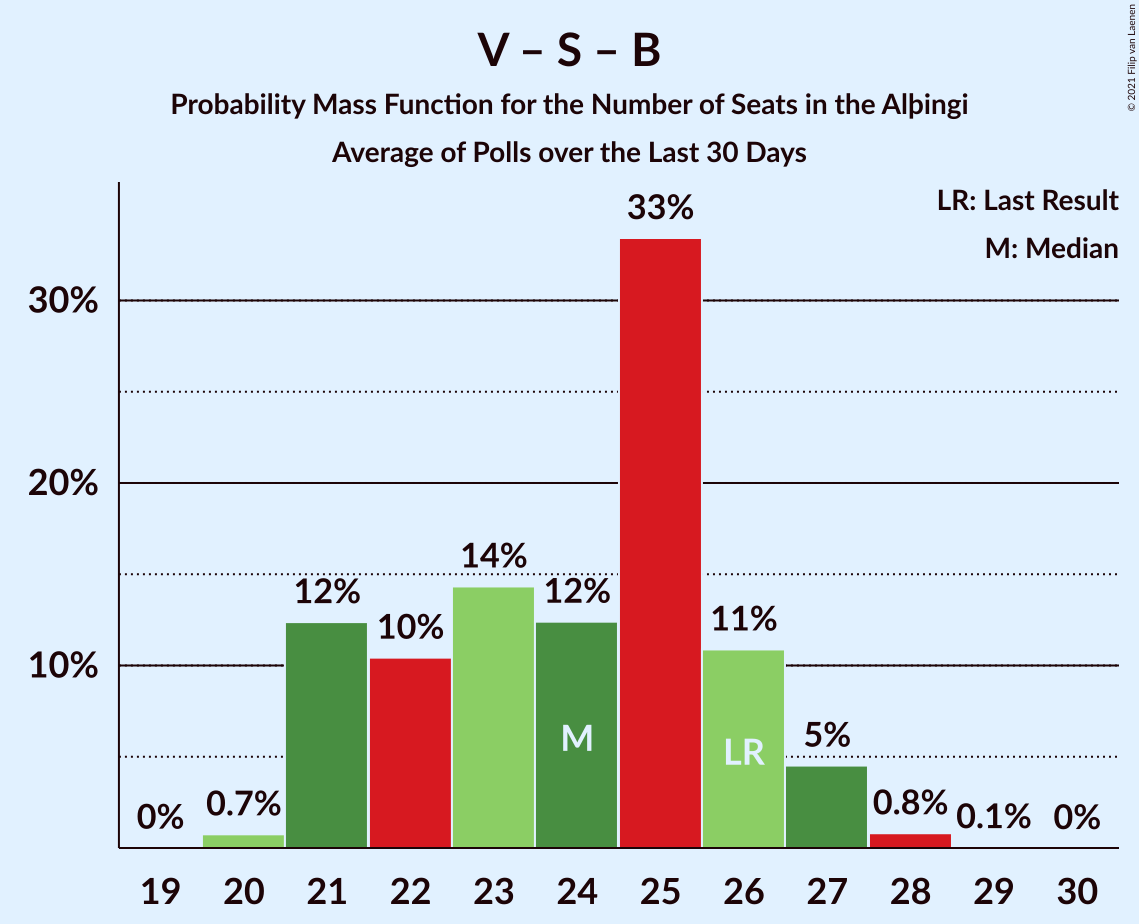 V – S – B
Probability Mass Function for the Number of Seats in the Alþingi
Average of Polls over the Last 30 Days
© 2021 Filip van Laenen
LR: Last Result
M: Median
33%
30%
20%
14%
12%
12%
10%
11%
10%
M
LR
5%
0%
0.7%
0.8%
0.1%
0%
19 20 21 22 23 24 25 26 27 28 29 30